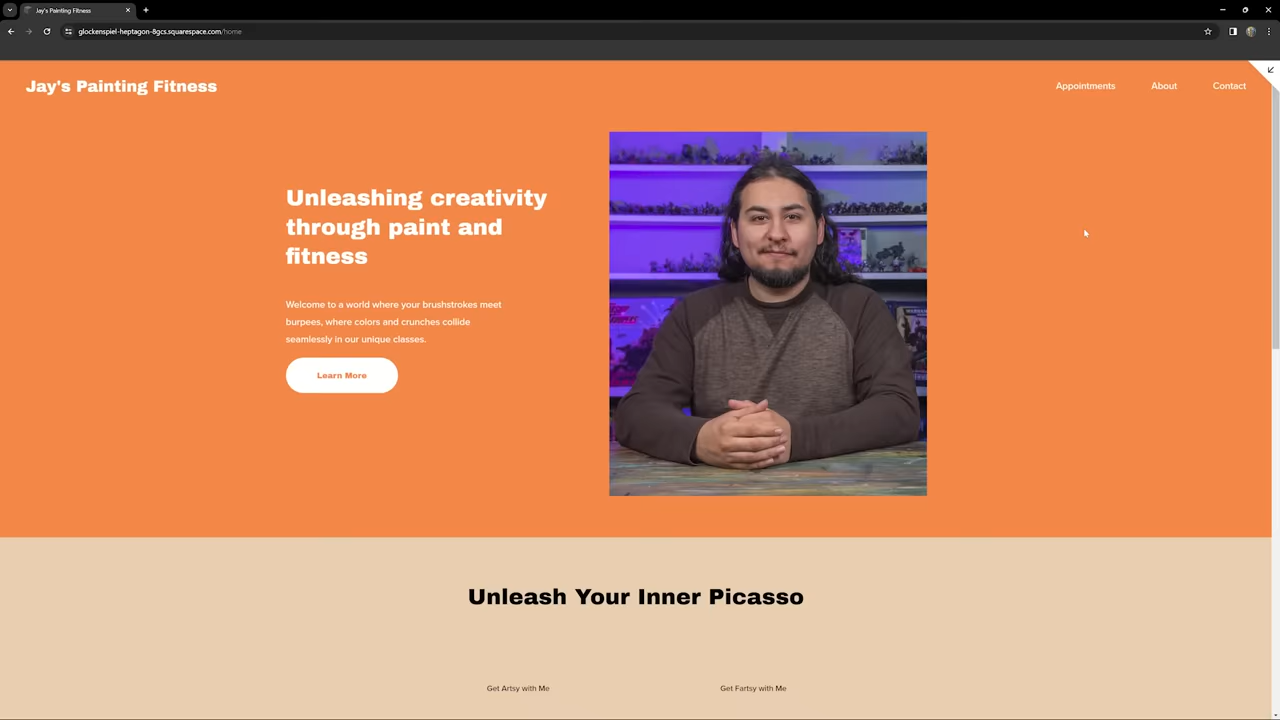 Jay's Painting Fitness
glockenspiel-heptagon-8gcs.squarespace.com/home
Jay's Painting Fitness
Appointments
About
Contact
Unleashing creativity
through paint and
fitness
Welcome to a world where your brushstrokes meet
burpees, where colors and crunches collide
seamlessly in our unique classes.
Learn More
Unleash Your Inner Picasso
Get Artsy with Me
Get Fartsy with Me